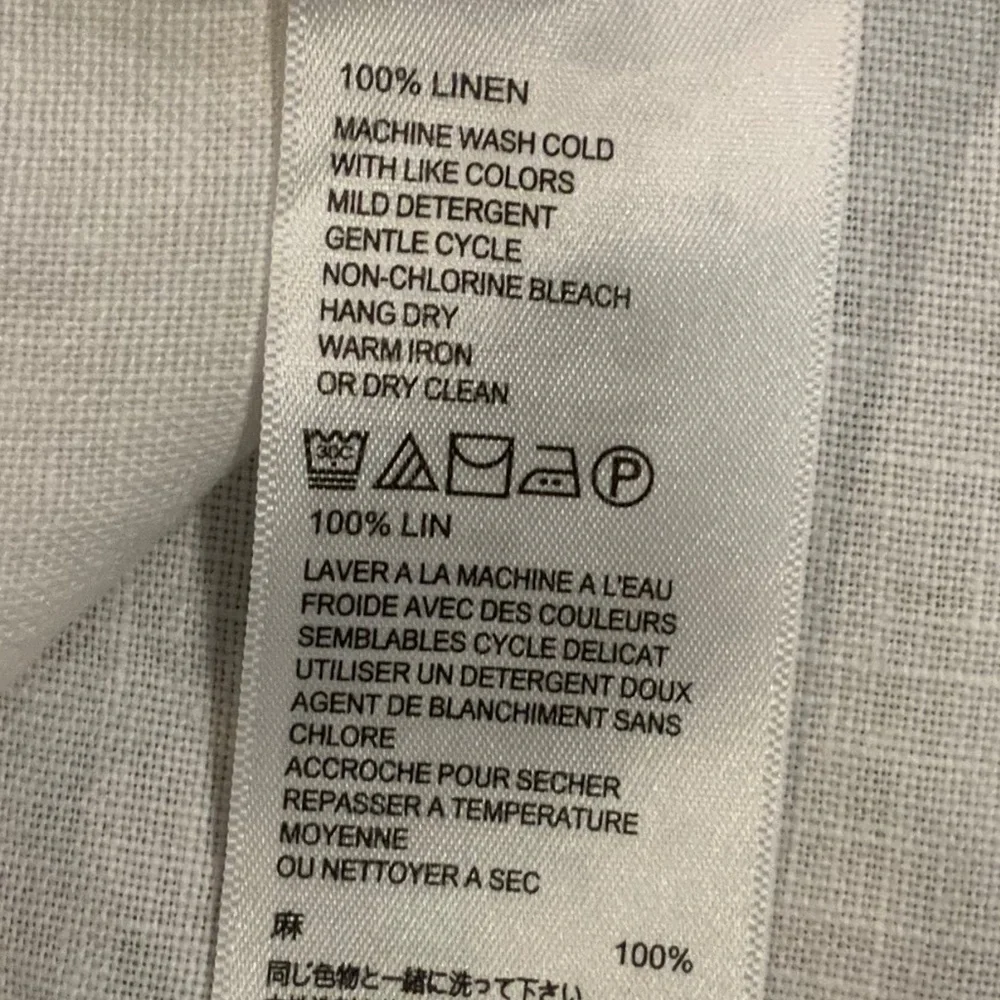 100% LINEN
MACHINE WASH COLD
WITH LIKE COLORS
MILD DETERGENT
GENTLE CYCLE
NON-CHLORINE BLEACH
HANG DRY
WARM IRON
OR DRY CLEAN
30C P
100% LIN
LAVER A LA MACHINE A L'EAU
FROIDE AVEC DES COULEURS
SEMBLABLES CYCLE DELICAT
UTILISER UN DETERGENT DOUX
AGENT DE BLANCHIMENT SANS
CHLORE
ACCROCHE POUR SECHER
REPASSER A TEMPERATURE
MOYENNE
OU NETTOYER A SEC
麻 100%
同じ色物と一緒に洗って下さい